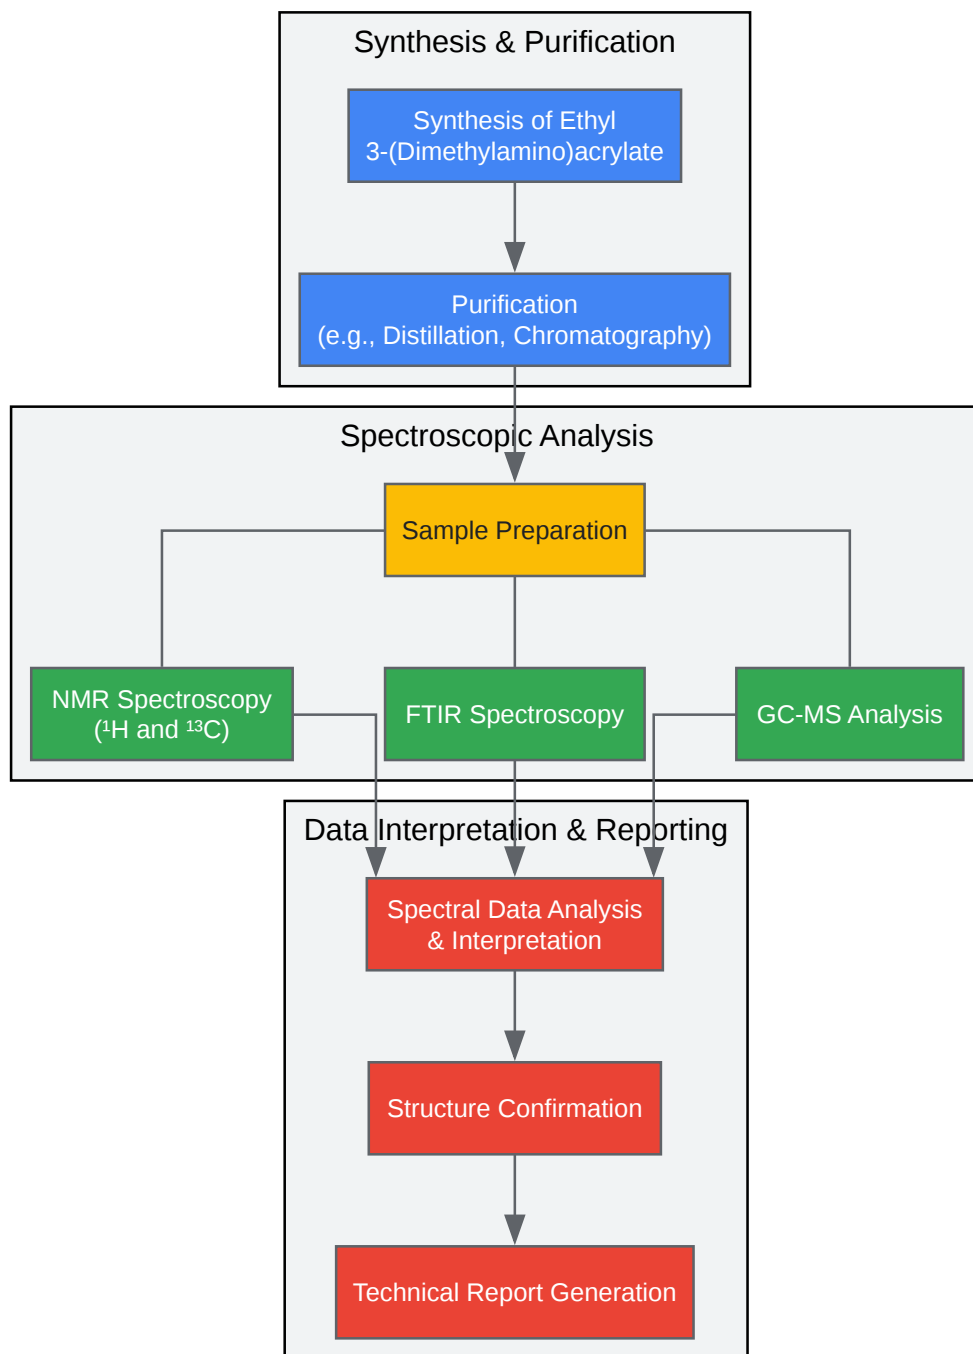 Synthesis & Purification
Synthesis of Ethyl
3-(Dimethylamino)acrylate
Purification
(e.g., Distillation, Chromatography)
Spectroscopic Analysis
Sample Preparation
NMR Spectroscopy
(¹H and ¹³C)
FTIR Spectroscopy
GC-MS Analysis
Data Interpretation & Reporting
Spectral Data Analysis
& Interpretation
Structure Confirmation
Technical Report Generation